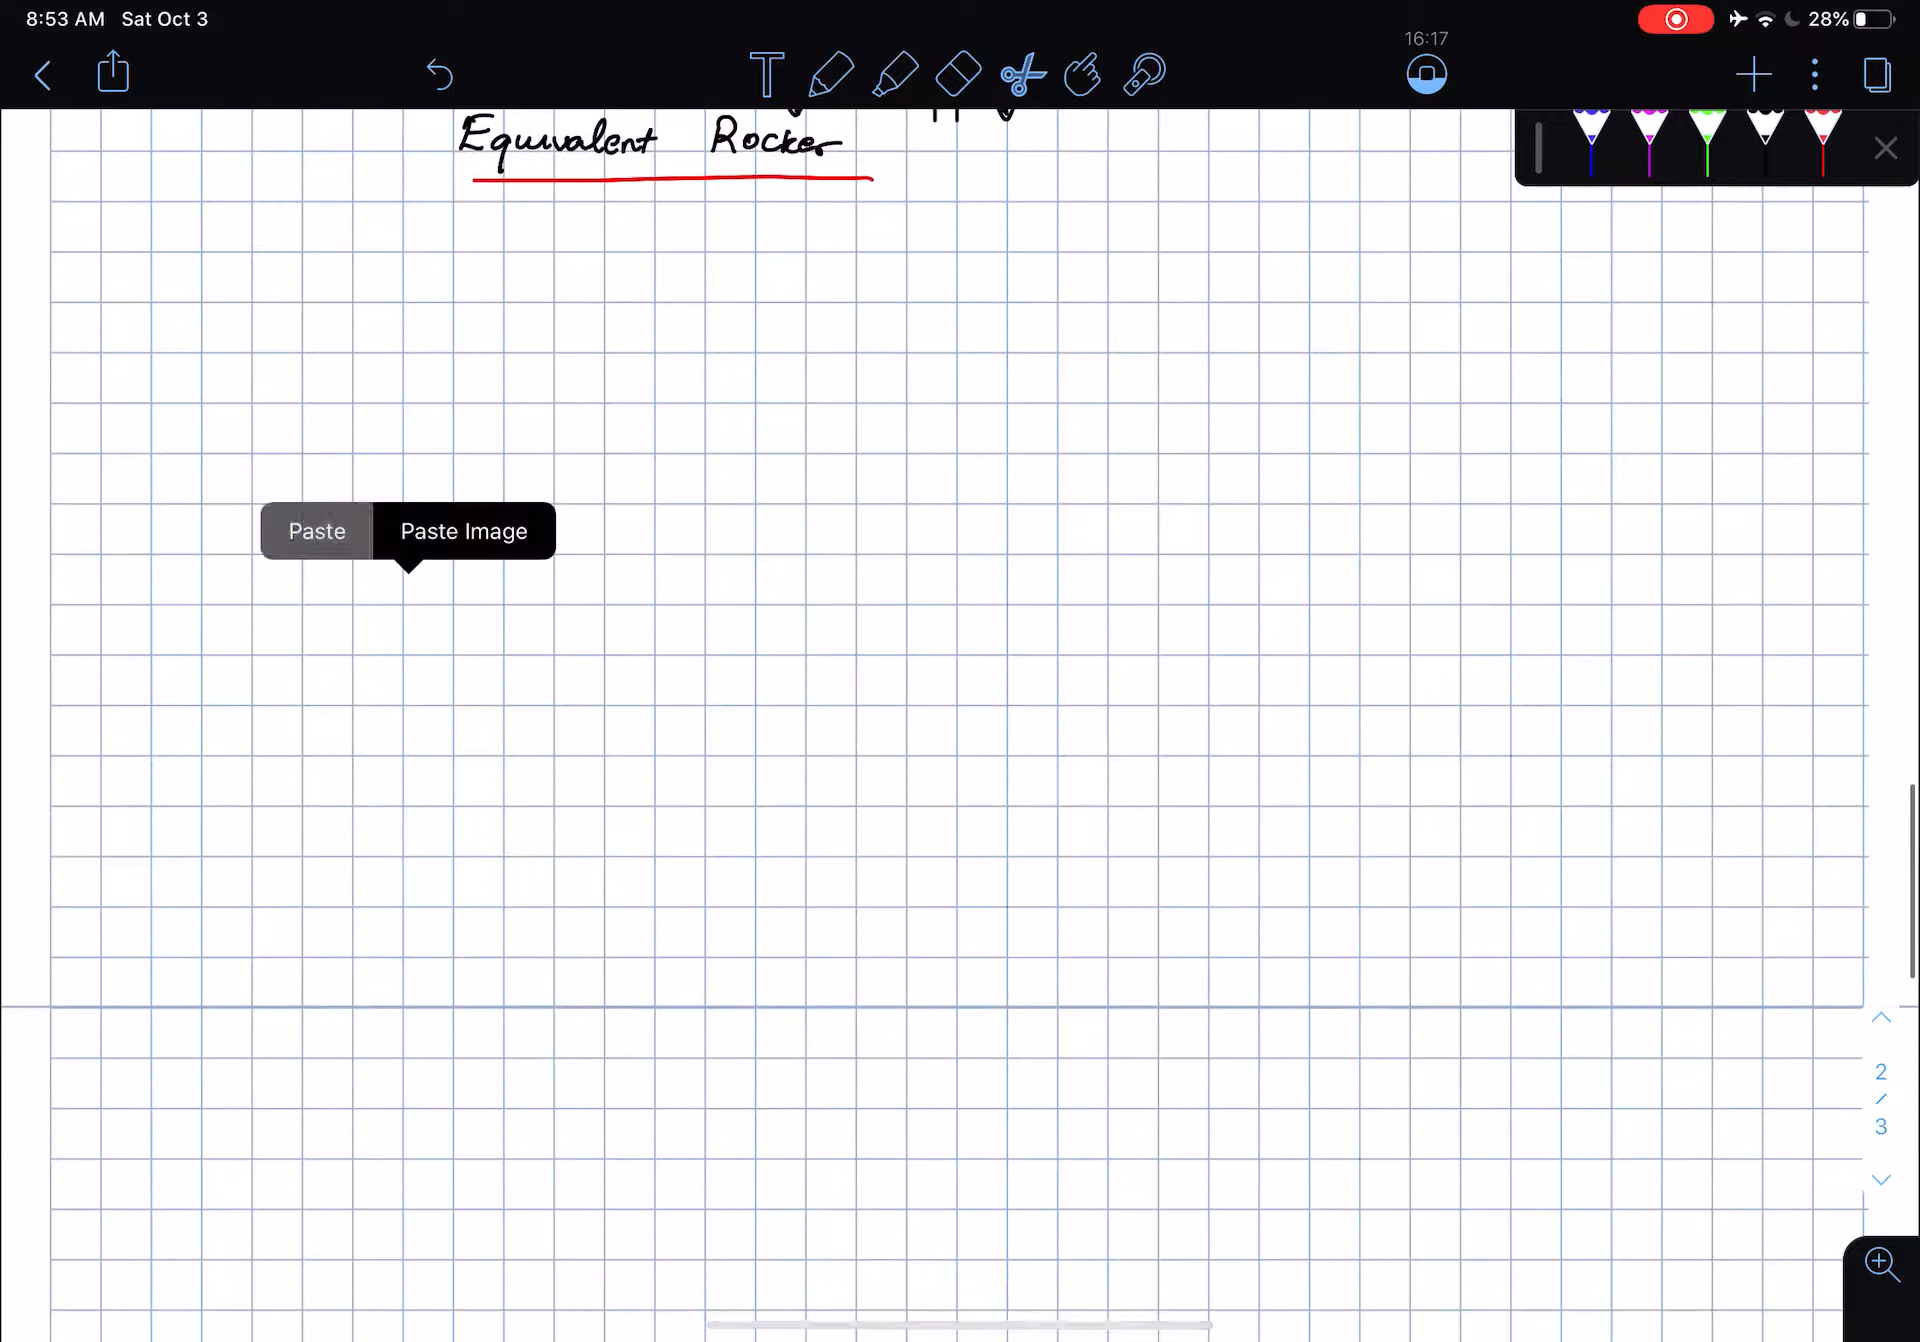 8:53 AM Sat Oct 3
28%
16:17
T
Equivalent Rocker
Paste
Paste Image
2
/
3